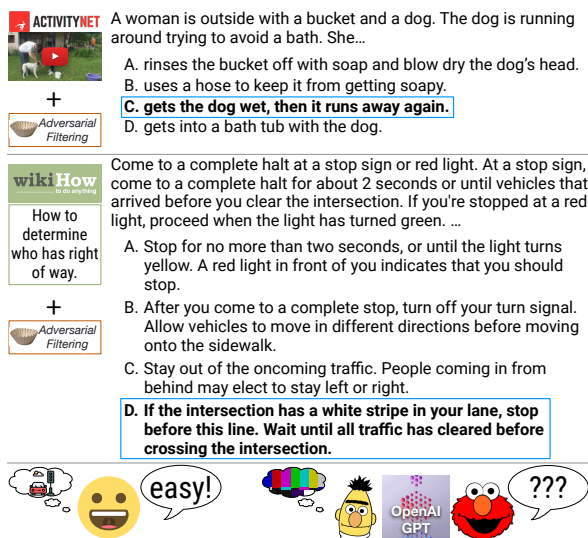 ACTIVITYNET
+
Adversarial
Filtering
A woman is outside with a bucket and a dog. The dog is running
around trying to avoid a bath. She…
A. rinses the bucket off with soap and blow dry the dog's head.
B. uses a hose to keep it from getting soapy.
C. gets the dog wet, then it runs away again.
D. gets into a bath tub with the dog.
wikiHow
to do anything
How to
determine
who has right
of way.
+
Adversarial
Filtering
Come to a complete halt at a stop sign or red light. At a stop sign,
come to a complete halt for about 2 seconds or until vehicles that
arrived before you clear the intersection. If you're stopped at a red
light, proceed when the light has turned green. …
A. Stop for no more than two seconds, or until the light turns
yellow. A red light in front of you indicates that you should
stop.
B. After you come to a complete stop, turn off your turn signal.
Allow vehicles to move in different directions before moving
onto the sidewalk.
C. Stay out of the oncoming traffic. People coming in from
behind may elect to stay left or right.
D. If the intersection has a white stripe in your lane, stop
before this line. Wait until all traffic has cleared before
crossing the intersection.
easy!
OpenAI
GPT
???